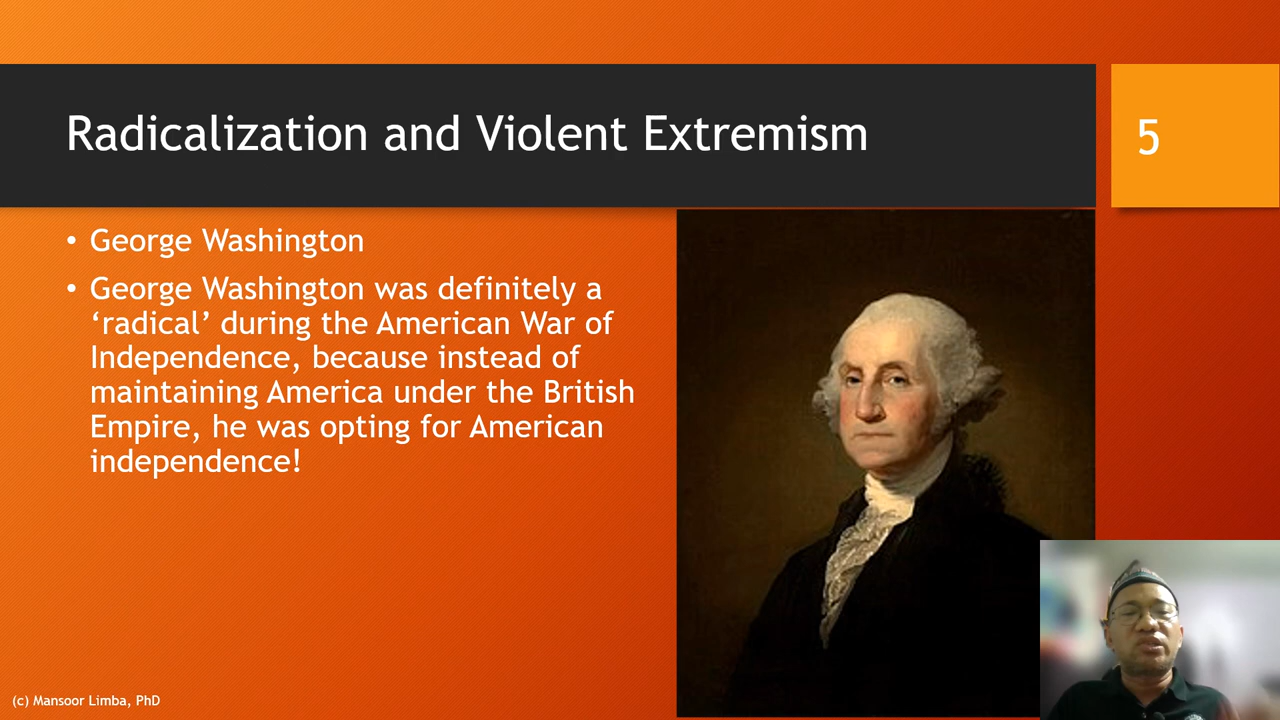 Radicalization and Violent Extremism
5
• George Washington
• George Washington was definitely a
‘radical’ during the American War of
Independence, because instead of
maintaining America under the British
Empire, he was opting for American
independence!
(c) Mansoor Limba, PhD